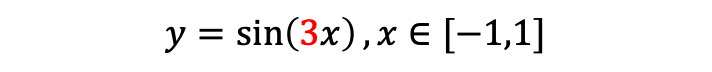 y = sin(3x), x ∈ [−1,1]